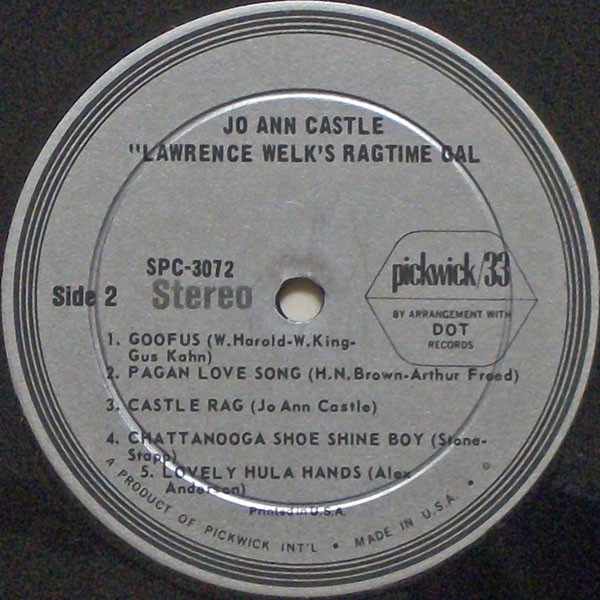 JO ANN CASTLE
"LAWRENCE WELK'S RAGTIME GAL
SPC-3072
Side 2 Stereo
pickwick/33
BY ARRANGEMENT WITH
DOT
RECORDS
1. GOOFUS (W. Harold-W. King-
Gus Kahn)
2. PAGAN LOVE SONG (H.N. Brown-Arthur Freed)
3. CASTLE RAG (Jo Ann Castle)
4. CHATTANOOGA SHOE SHINE BOY (Stone-
Stapp)
5. LOVELY HULA HANDS (Alex
Anderson)
Printed in U.S.A.
A PRODUCT OF PICKWICK INT'L • MADE IN U.S.A. • ℗